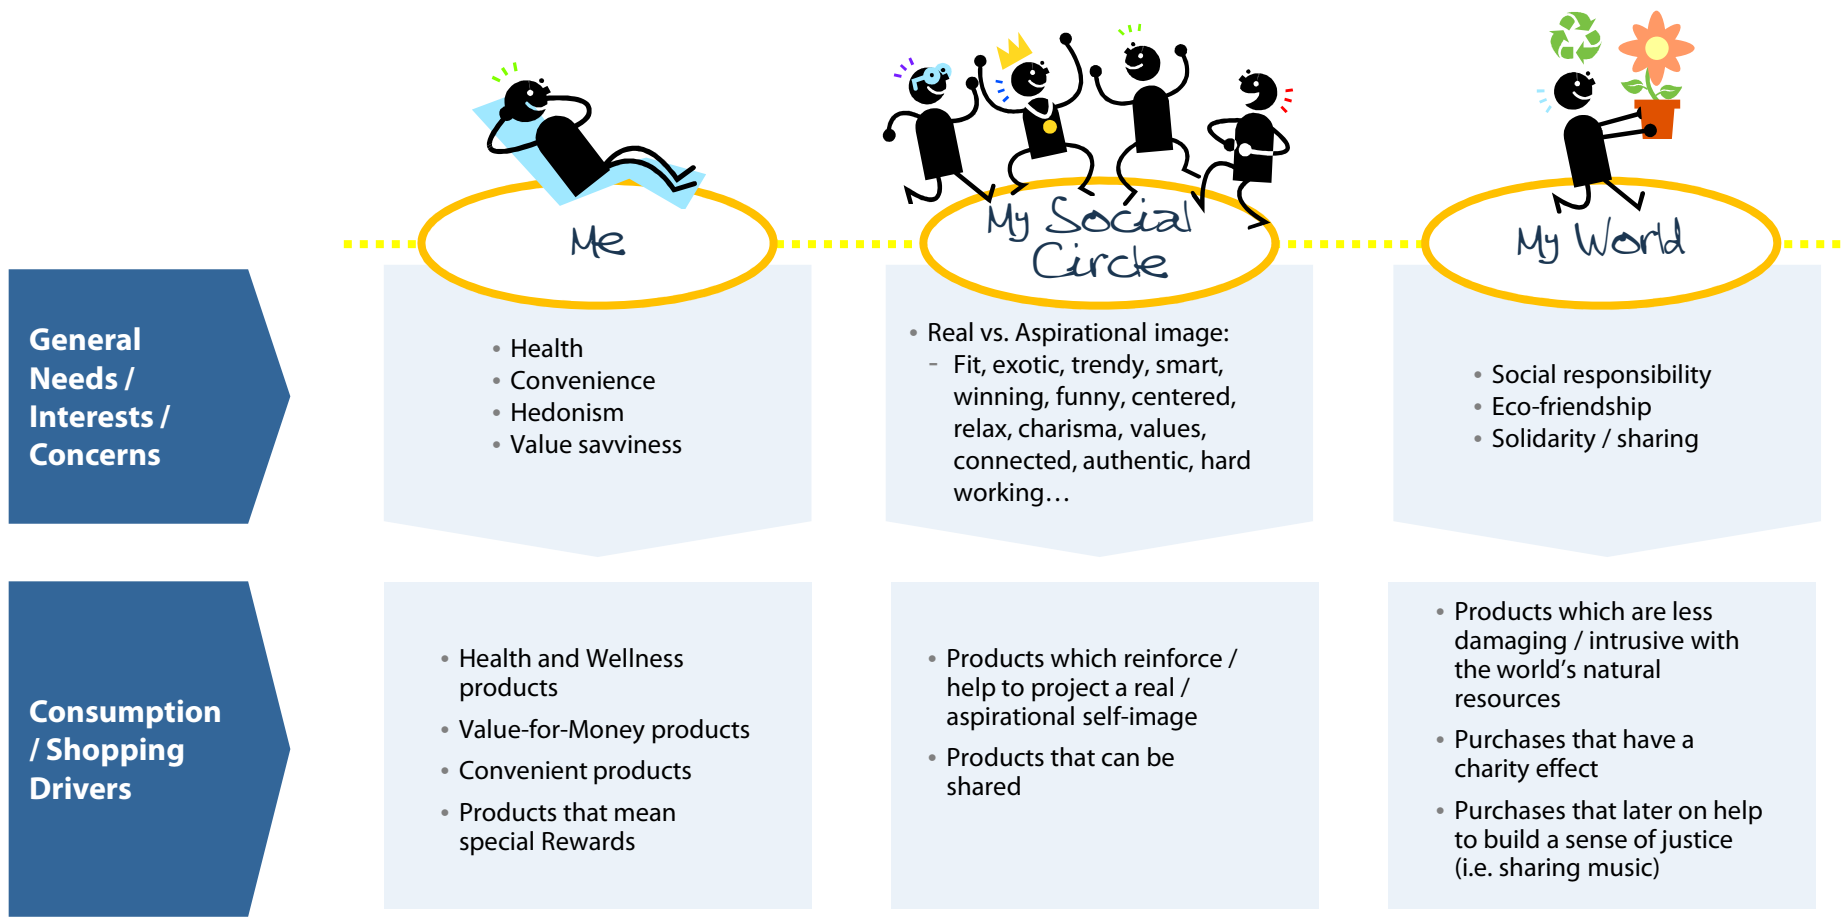 Me
My Social
Circle
My World
General
Needs /
Interests /
Concerns
• Health
• Convenience
• Hedonism
• Value savviness
• Real vs. Aspirational image:
- Fit, exotic, trendy, smart,
winning, funny, centered,
relax, charisma, values,
connected, authentic, hard
working…
• Social responsibility
• Eco-friendship
• Solidarity / sharing
Consumption
/ Shopping
Drivers
• Health and Wellness
products
• Value-for-Money products
• Convenient products
• Products that mean
special Rewards
• Products which reinforce /
help to project a real /
aspirational self-image
• Products that can be
shared
• Products which are less
damaging / intrusive with
the world’s natural
resources
• Purchases that have a
charity effect
• Purchases that later on help
to build a sense of justice
(i.e. sharing music)